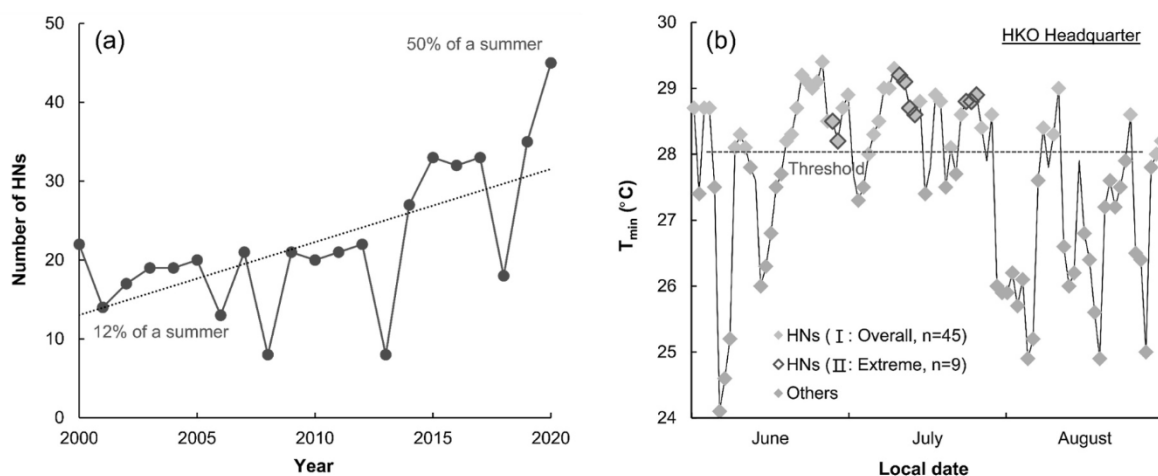 (a)
50% of a summer
12% of a summer
Number of HNs
50
40
30
20
10
0
2000
2005
2010
2015
2020
Year
(b)
HKO Headquarter
Threshold
T_min (°C)
30
29
28
27
26
25
24
HNs (Ⅰ: Overall, n=45)
HNs (Ⅱ: Extreme, n=9)
Others
June
July
August
Local date